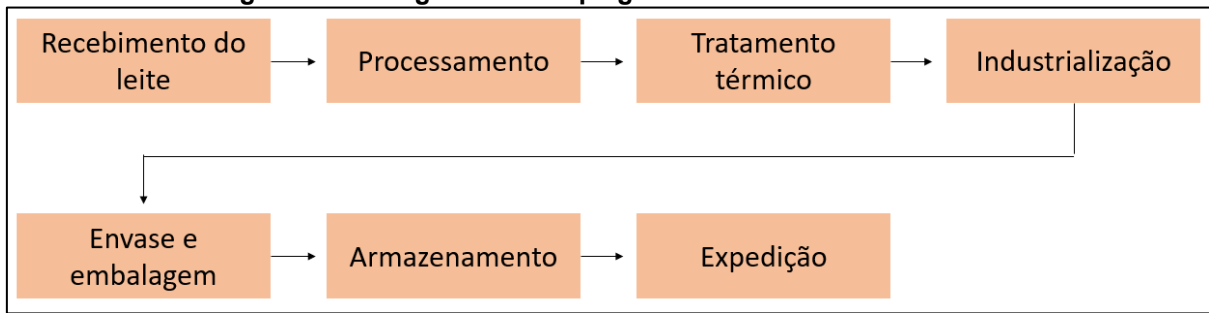 Recebimento do
leite
Processamento
Tratamento
térmico
Industrialização
Envase e
embalagem
Armazenamento
Expedição